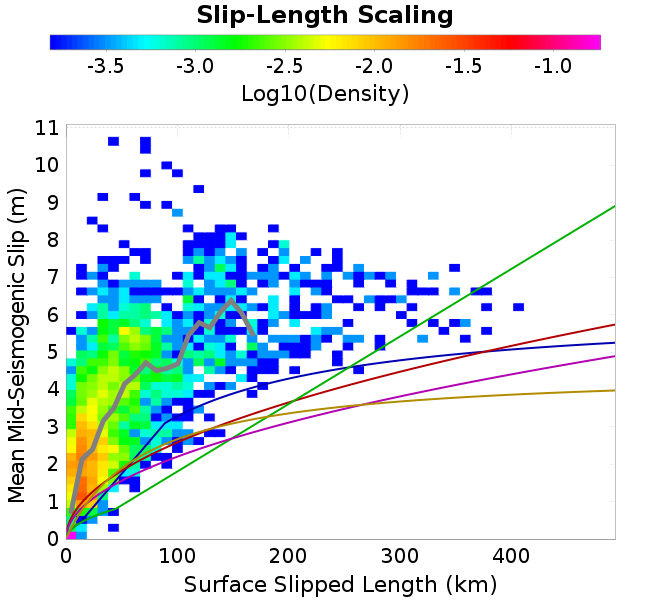 Slip-Length Scaling
-3.5 -3.0 -2.5 -2.0 -1.5 -1.0
Log10(Density)
11
10
9
8
7
6
5
4
3
2
1
0
Mean Mid-Seismogenic Slip (m)
0 100 200 300 400
Surface Slipped Length (km)